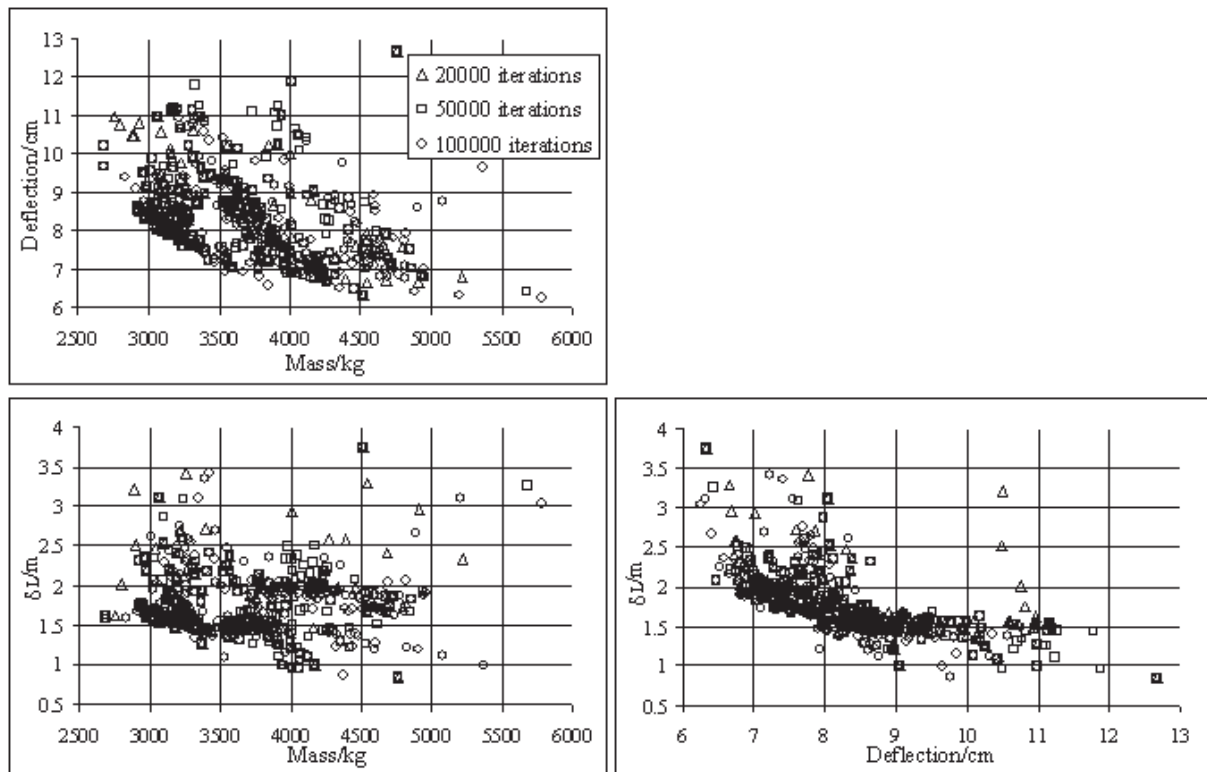 13
12
11
10
9
8
7
6
Deflection/cm
△ 20000 iterations
□ 50000 iterations
○ 100000 iterations
2500 3000 3500 4000 4500 5000 5500 6000
Mass/kg
4
3.5
3
2.5
2
1.5
1
0.5
δL/m
2500 3000 3500 4000 4500 5000 5500 6000
Mass/kg
4
3.5
3
2.5
2
1.5
1
0.5
δL/m
6 7 8 9 10 11 12 13
Deflection/cm